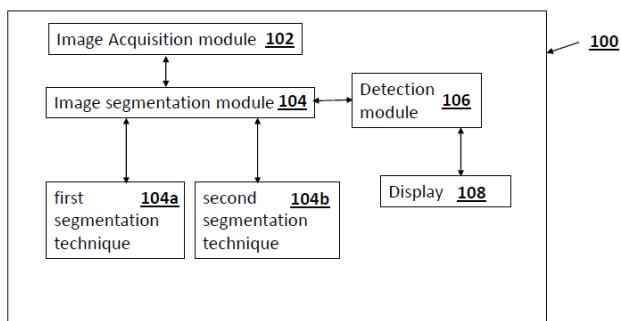 Image Acquisition module 102
100
Image segmentation module 104
Detection
module 106
first 104a
segmentation
technique
second 104b
segmentation
technique
Display 108